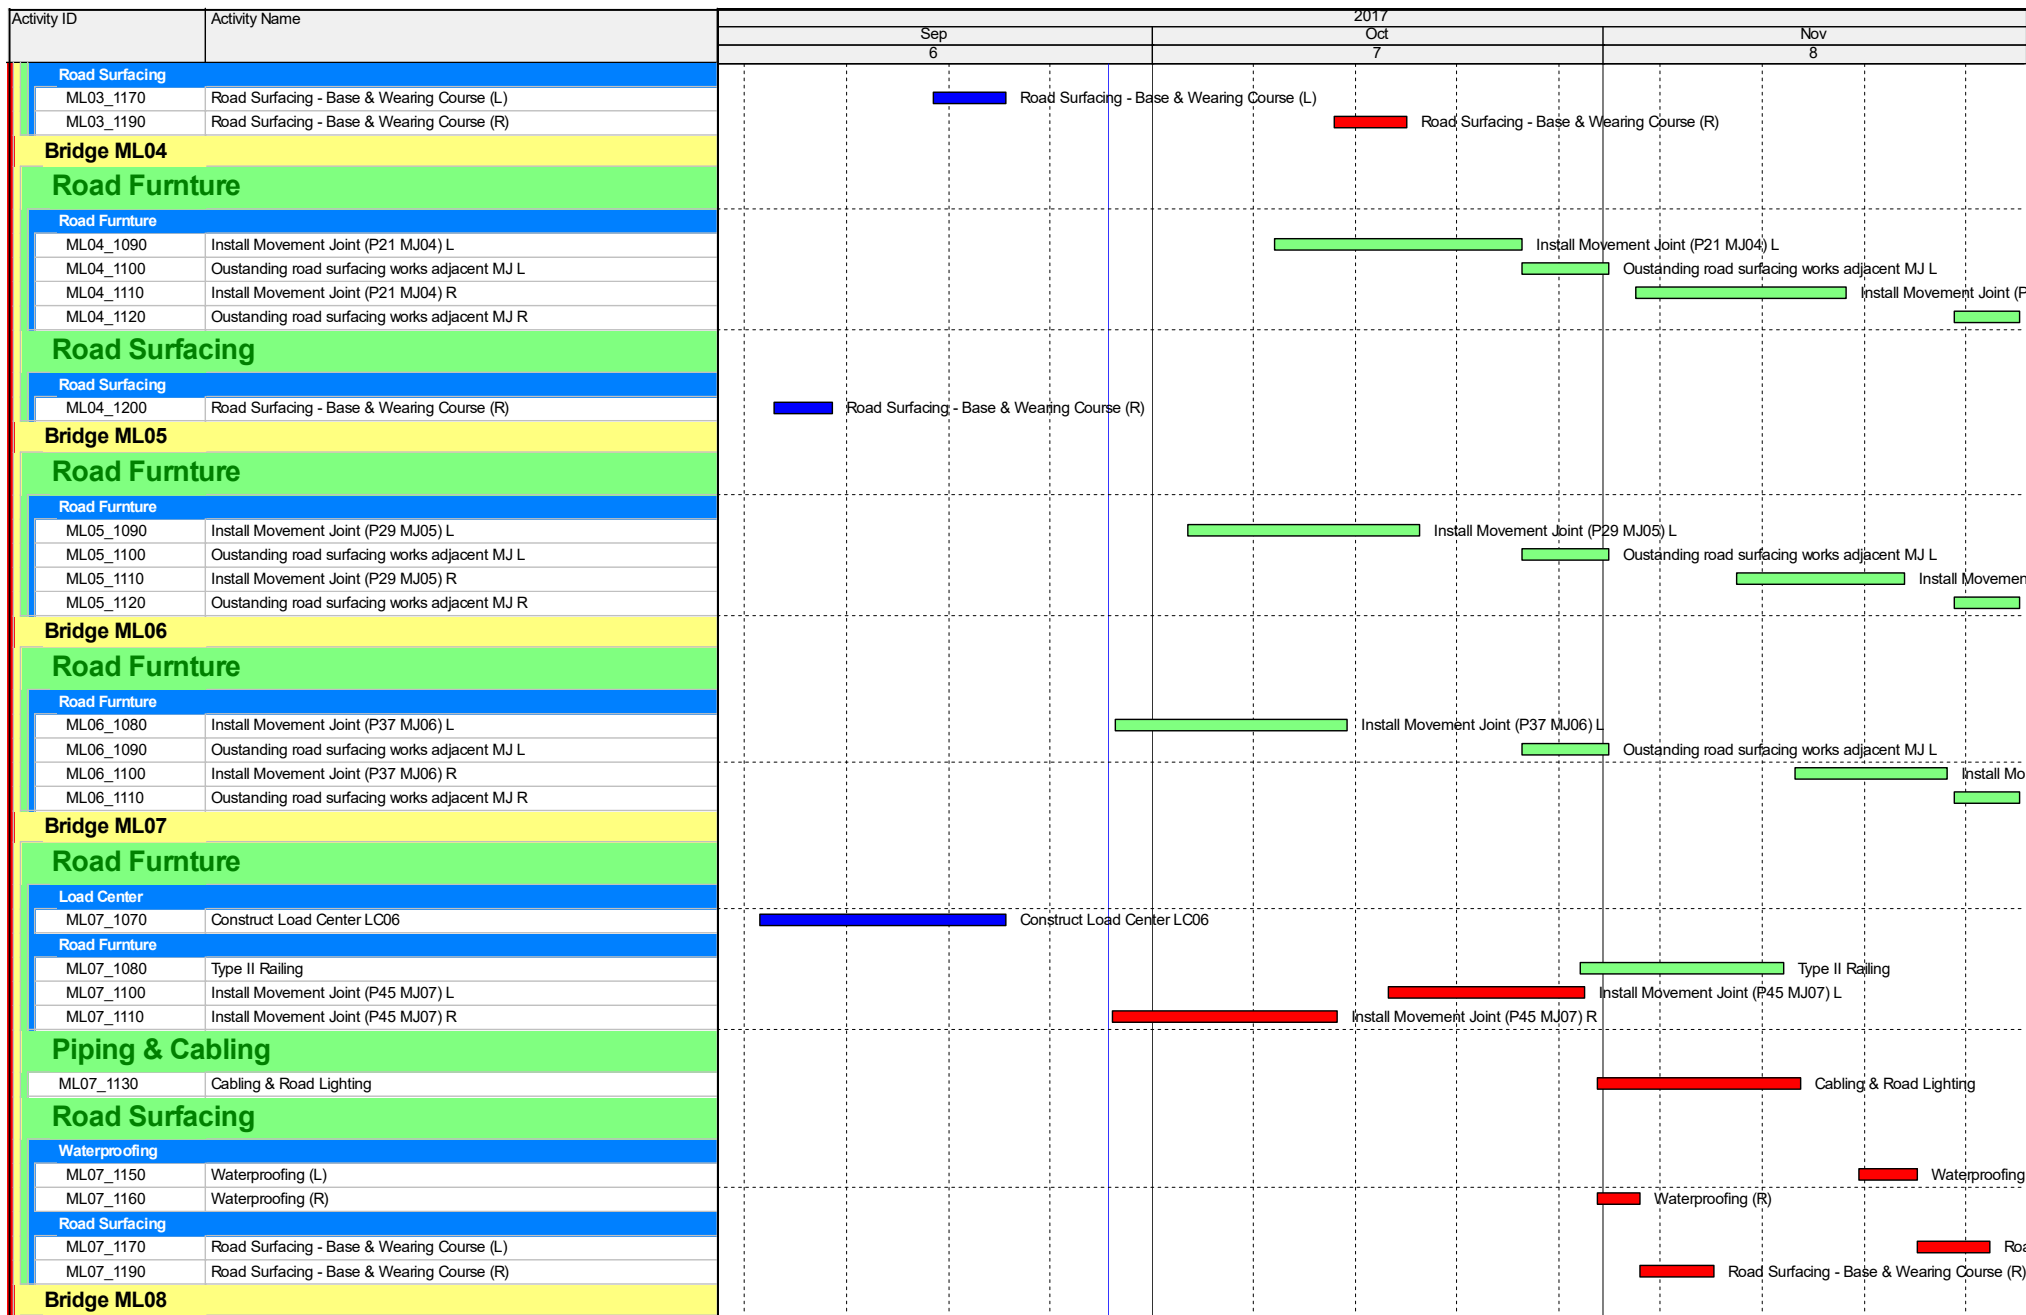 Activity ID Activity Name 2017
Sep Oct Nov
6 7 8
Road Surfacing
ML03_1170 Road Surfacing - Base & Wearing Course (L) Road Surfacing - Base & Wearing Course (L)
ML03_1190 Road Surfacing - Base & Wearing Course (R) Road Surfacing - Base & Wearing Course (R)
Bridge ML04
Road Furnture
Road Furnture
ML04_1090 Install Movement Joint (P21 MJ04) L Install Movement Joint (P21 MJ04) L
ML04_1100 Oustanding road surfacing works adjacent MJ L Oustanding road surfacing works adjacent MJ L
ML04_1110 Install Movement Joint (P21 MJ04) R Install Movement Joint (P
ML04_1120 Oustanding road surfacing works adjacent MJ R
Road Surfacing
Road Surfacing
ML04_1200 Road Surfacing - Base & Wearing Course (R) Road Surfacing - Base & Wearing Course (R)
Bridge ML05
Road Furnture
Road Furnture
ML05_1090 Install Movement Joint (P29 MJ05) L Install Movement Joint (P29 MJ05) L
ML05_1100 Oustanding road surfacing works adjacent MJ L Oustanding road surfacing works adjacent MJ L
ML05_1110 Install Movement Joint (P29 MJ05) R Install Movemen
ML05_1120 Oustanding road surfacing works adjacent MJ R
Bridge ML06
Road Furnture
Road Furnture
ML06_1080 Install Movement Joint (P37 MJ06) L Install Movement Joint (P37 MJ06) L
ML06_1090 Oustanding road surfacing works adjacent MJ L Oustanding road surfacing works adjacent MJ L
ML06_1100 Install Movement Joint (P37 MJ06) R Install Mo
ML06_1110 Oustanding road surfacing works adjacent MJ R
Bridge ML07
Road Furnture
Load Center
ML07_1070 Construct Load Center LC06 Construct Load Center LC06
Road Furnture
ML07_1080 Type II Railing Type II Railing
ML07_1100 Install Movement Joint (P45 MJ07) L Install Movement Joint (P45 MJ07) L
ML07_1110 Install Movement Joint (P45 MJ07) R Install Movement Joint (P45 MJ07) R
Piping & Cabling
ML07_1130 Cabling & Road Lighting Cabling & Road Lighting
Road Surfacing
Waterproofing
ML07_1150 Waterproofing (L) Waterproofing
ML07_1160 Waterproofing (R) Waterproofing (R)
Road Surfacing
ML07_1170 Road Surfacing - Base & Wearing Course (L) Roa
ML07_1190 Road Surfacing - Base & Wearing Course (R) Road Surfacing - Base & Wearing Course (R)
Bridge ML08